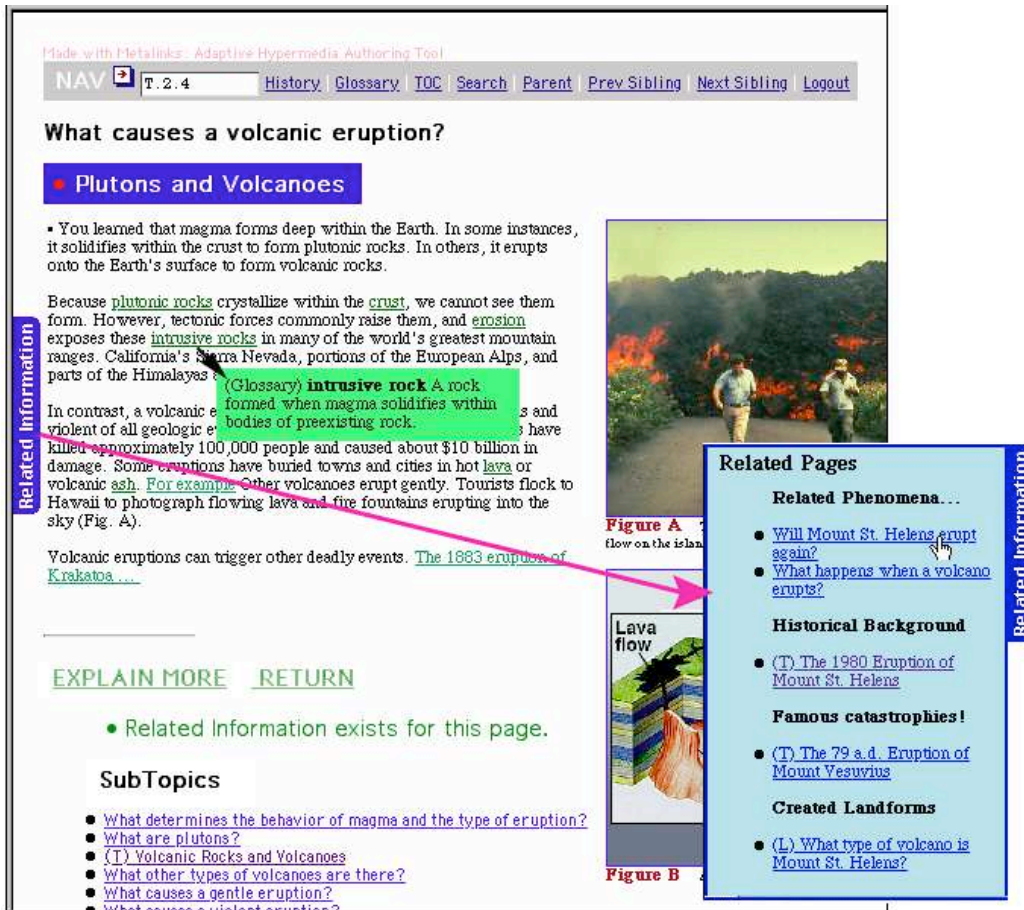 Made with Metalinks: Adaptive Hypermedia Authoring Tool
NAV T.2.4 History Glossary TOC Search Parent Prev Sibling Next Sibling Logout
What causes a volcanic eruption?
• Plutons and Volcanoes
▪ You learned that magma forms deep within the Earth. In some instances,
it solidifies within the crust to form plutonic rocks. In others, it erupts
onto the Earth's surface to form volcanic rocks.
Because plutonic rocks crystallize within the crust, we cannot see them
form. However, tectonic forces commonly raise them, and erosion
exposes these intrusive rocks in many of the world's greatest mountain
ranges. California's Sierra Nevada, portions of the European Alps, and
parts of the Himalayas
(Glossary) intrusive rock A rock
formed when magma solidifies within
bodies of preexisting rock.
In contrast, a volcanic e s and
violent of all geologic e s have
killed approximately 100,000 people and caused about $10 billion in
damage. Some eruptions have buried towns and cities in hot lava or
volcanic ash. For example Other volcanoes erupt gently. Tourists flock to
Hawaii to photograph flowing lava and fire fountains erupting into the
sky (Fig. A).
Volcanic eruptions can trigger other deadly events. The 1883 eruption of
Krakatoa ...
Related Information
EXPLAIN MORE RETURN
• Related Information exists for this page.
SubTopics
● What determines the behavior of magma and the type of eruption?
● What are plutons?
● (T) Volcanic Rocks and Volcanoes
● What other types of volcanoes are there?
● What causes a gentle eruption?
● What causes a violent eruption?
Figure A
flow on the islan
Lava
flow
Figure B
Related Pages
Related Phenomena...
● Will Mount St. Helens erupt
again?
● What happens when a volcano
erupts?
Historical Background
● (T) The 1980 Eruption of
Mount St. Helens
Famous catastrophies!
● (T) The 79 a.d. Eruption of
Mount Vesuvius
Created Landforms
● (L) What type of volcano is
Mount St. Helens?
Related Information